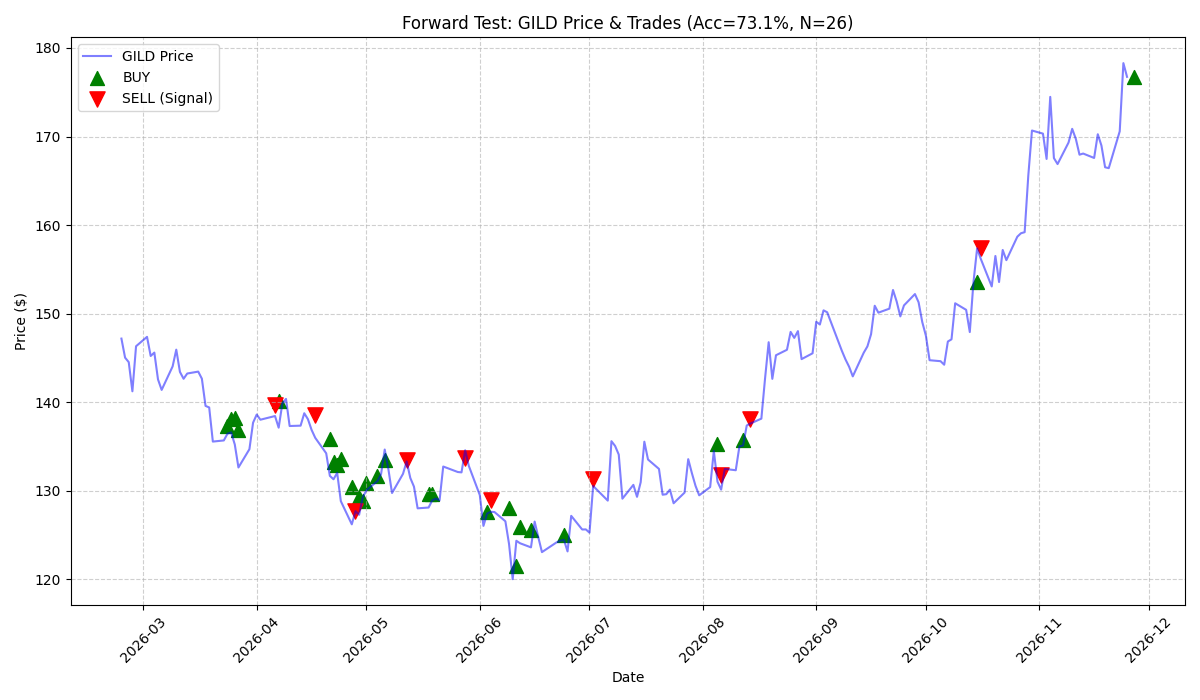 Forward Test: GILD Price & Trades (Acc=73.1%, N=26)
GILD Price
BUY
SELL (Signal)
180
170
160
150
140
130
120
Price ($)
2026-03
2026-04
2026-05
2026-06
2026-07
2026-08
2026-09
2026-10
2026-11
2026-12
Date